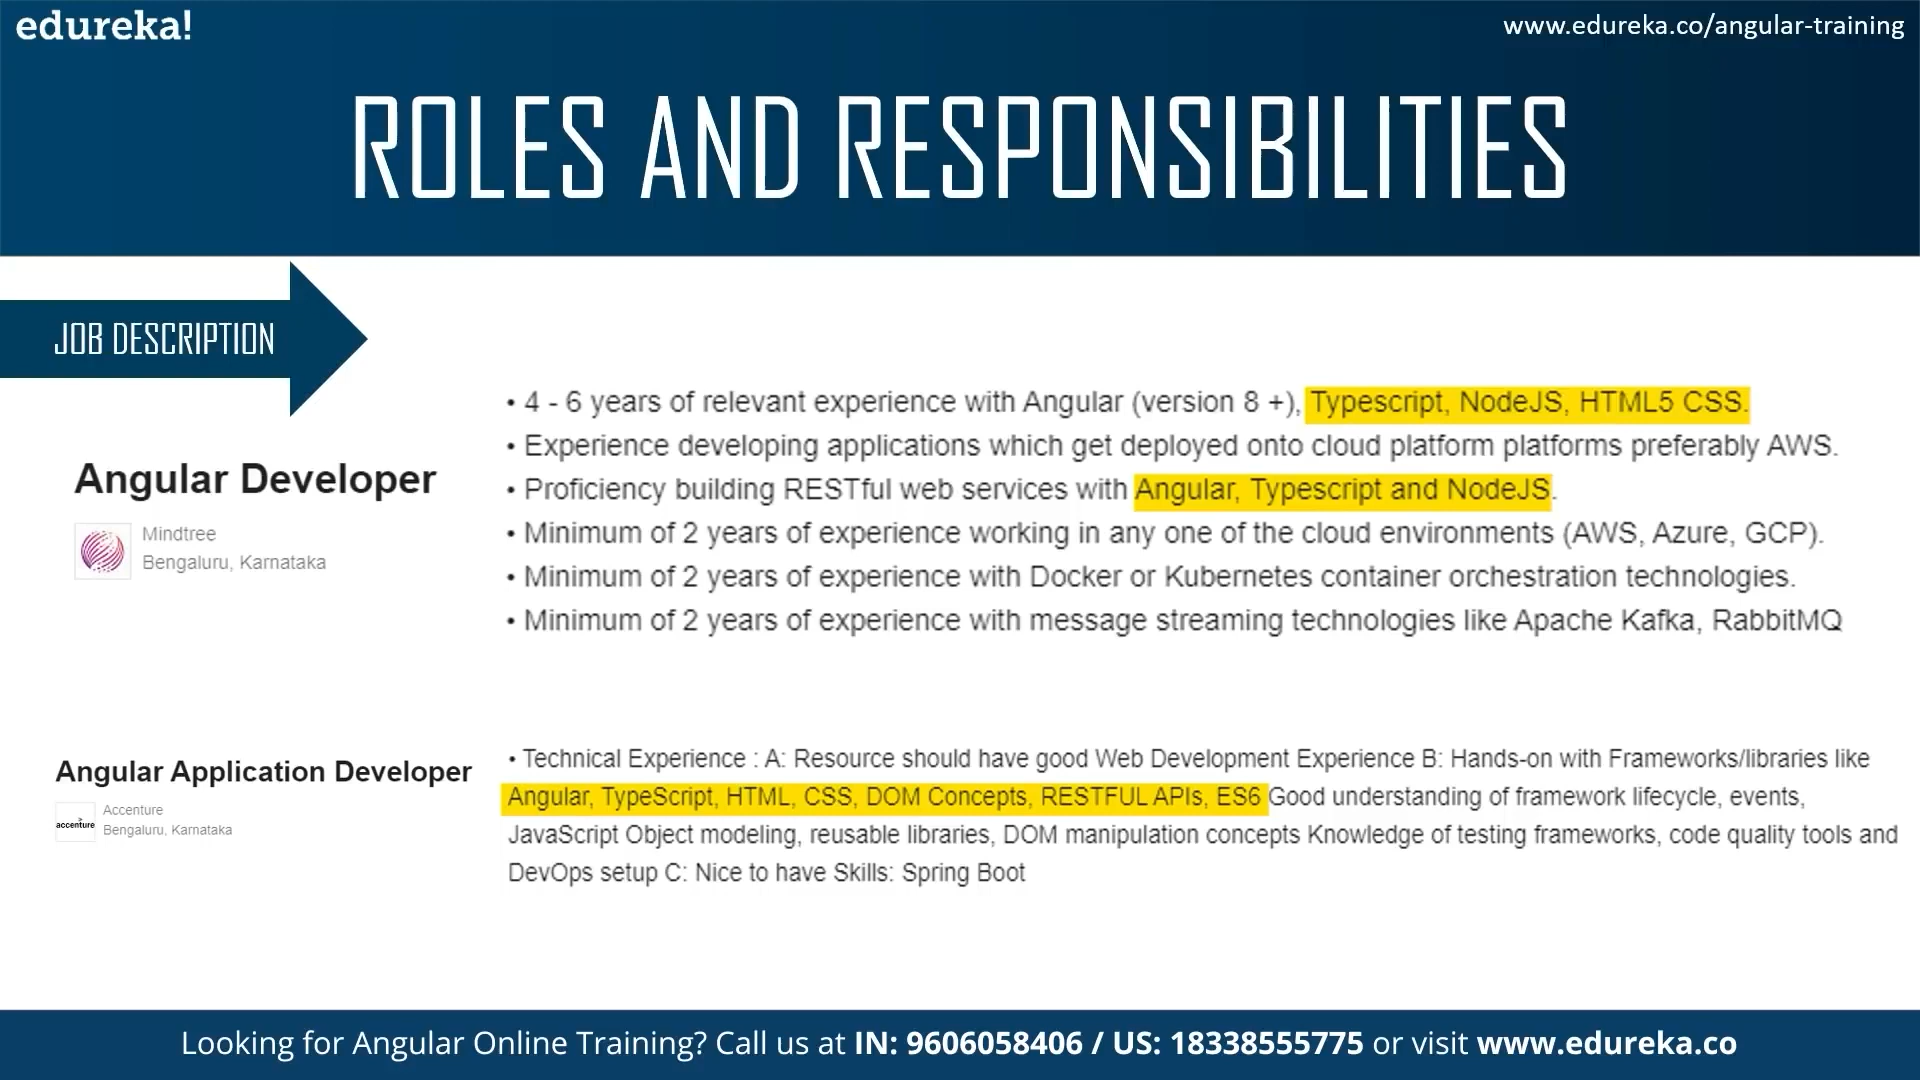 edureka!
www.edureka.co/angular-training
ROLES AND RESPONSIBILITIES
JOB DESCRIPTION
Angular Developer
Mindtree
Bengaluru, Karnataka
• 4 - 6 years of relevant experience with Angular (version 8 +), Typescript, NodeJS, HTML5 CSS.
• Experience developing applications which get deployed onto cloud platform platforms preferably AWS.
• Proficiency building RESTful web services with Angular, Typescript and NodeJS.
• Minimum of 2 years of experience working in any one of the cloud environments (AWS, Azure, GCP).
• Minimum of 2 years of experience with Docker or Kubernetes container orchestration technologies.
• Minimum of 2 years of experience with message streaming technologies like Apache Kafka, RabbitMQ
Angular Application Developer
accenture
Accenture
Bengaluru, Karnataka
• Technical Experience : A: Resource should have good Web Development Experience B: Hands-on with Frameworks/libraries like
Angular, TypeScript, HTML, CSS, DOM Concepts, RESTFUL APIs, ES6 Good understanding of framework lifecycle, events,
JavaScript Object modeling, reusable libraries, DOM manipulation concepts Knowledge of testing frameworks, code quality tools and
DevOps setup C: Nice to have Skills: Spring Boot
Looking for Angular Online Training? Call us at IN: 9606058406 / US: 18338555775 or visit www.edureka.co